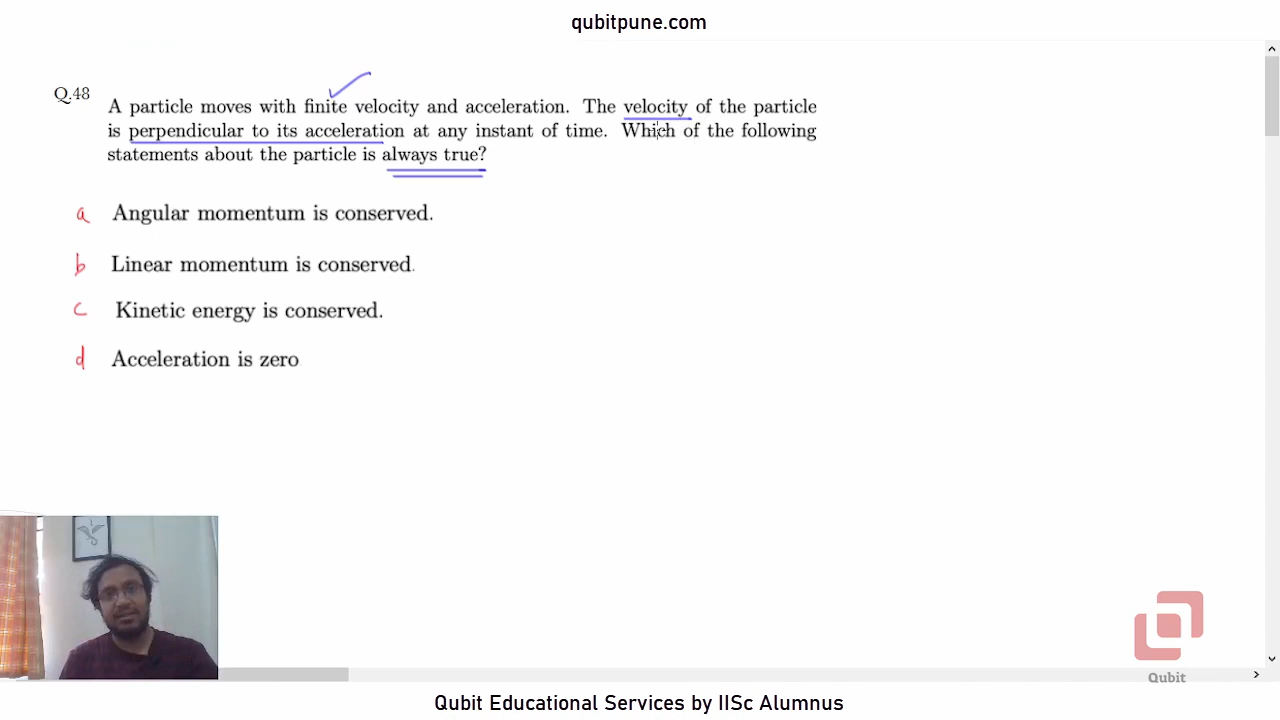 qubitpune.com
Q.48
A particle moves with finite velocity and acceleration. The velocity of the particle
is perpendicular to its acceleration at any instant of time. Which of the following
statements about the particle is always true?
a Angular momentum is conserved.
b Linear momentum is conserved.
c Kinetic energy is conserved.
d Acceleration is zero
Qubit
Qubit Educational Services by IISc Alumnus